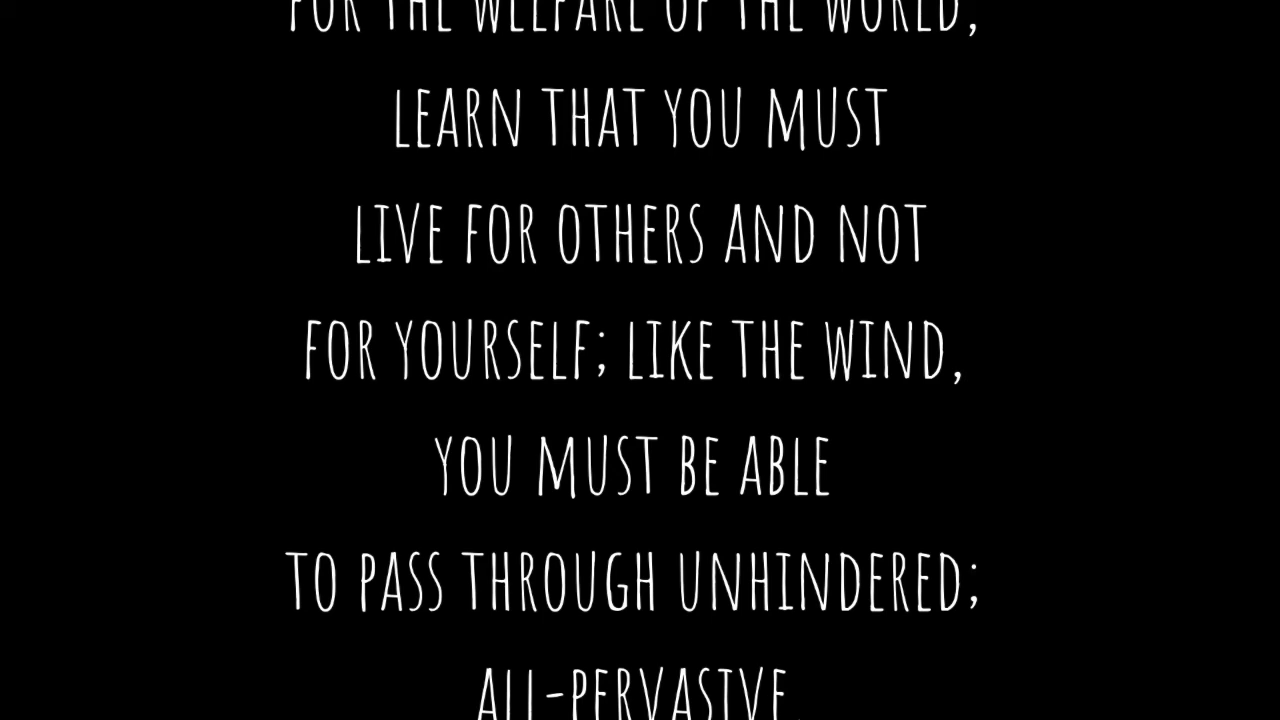 FOR THE WELFARE OF THE WORLD,
LEARN THAT YOU MUST
LIVE FOR OTHERS AND NOT
FOR YOURSELF; LIKE THE WIND,
YOU MUST BE ABLE
TO PASS THROUGH UNHINDERED;
ALL-PERVASIVE,